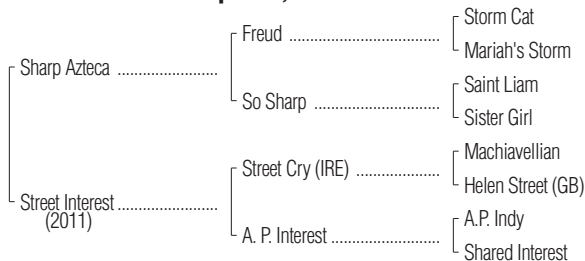 Storm Cat
Freud ........................
Mariah's Storm
Sharp Azteca ...................
Saint Liam
So Sharp ....................
Sister Girl
Machiavellian
Street Cry (IRE) ................
Helen Street (GB)
Street Interest ...................
(2011)
A.P. Indy
A. P. Interest ....................
Shared Interest